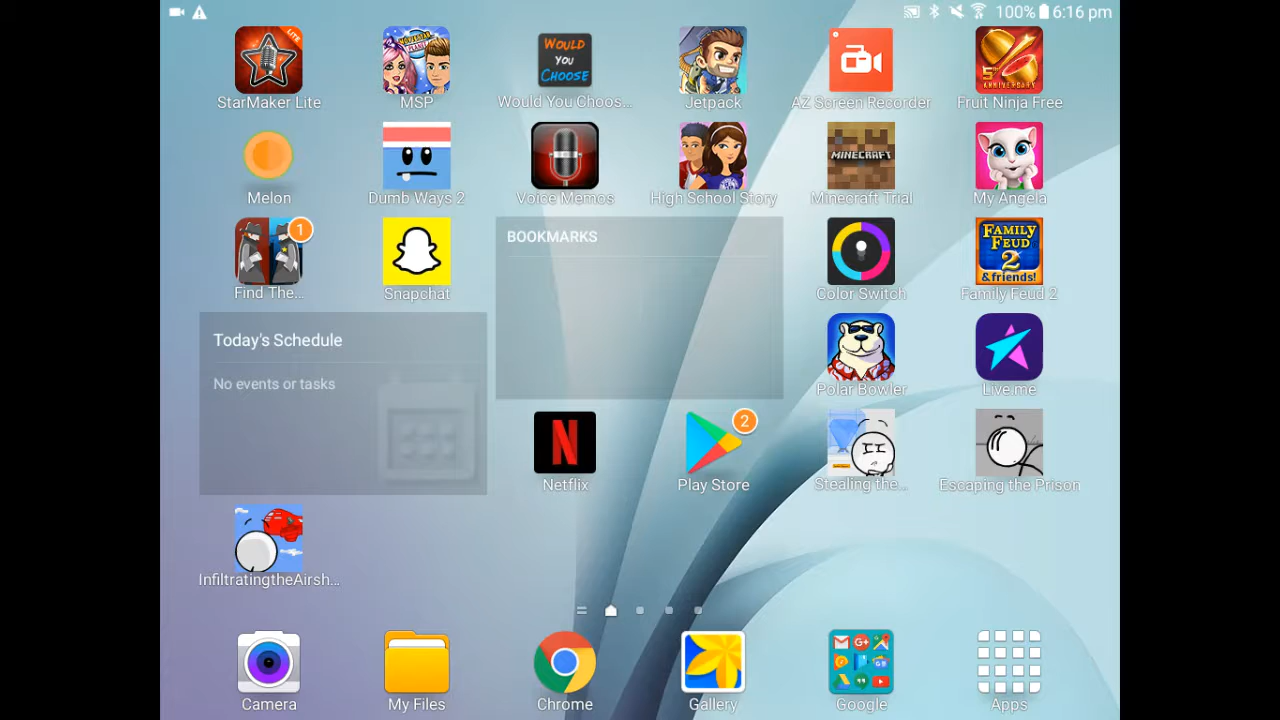 100% 6:16 pm
LITE
StarMaker Lite
MOVIESTAR PLANET
MSP
WOULD
YOU
CHOOSE
Would You Choos...
Jetpack
AZ Screen Recorder
5th
ANNIVERSARY
Fruit Ninja Free
Melon
Dumb Ways 2
Voice Memos
High School Story
MINECRAFT
Minecraft Trial
My Angela
1
Find The...
Snapchat
BOOKMARKS
Color Switch
FAMILY
FEUD
2
& friends!
Family Feud 2
Today's Schedule
No events or tasks
Polar Bowler
Live.me
N
Netflix
2
Play Store
Stealing the...
Escaping the Prison
InfiltratingtheAirsh...
Camera
My Files
Chrome
Gallery
Google
Apps